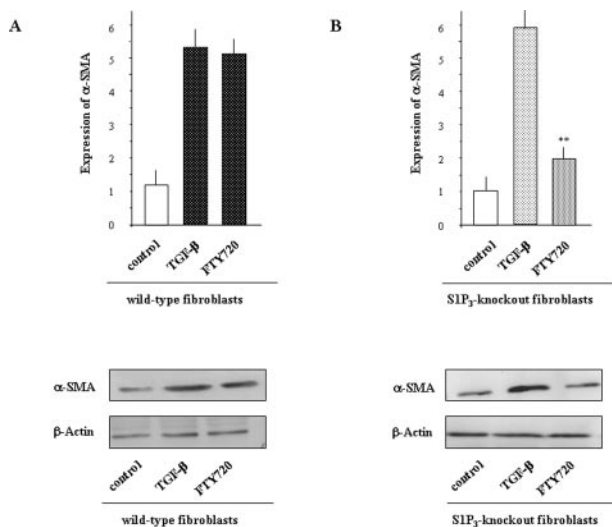 A
Expression of α-SMA
6
5
4
3
2
1
0
control
TGF-β
FTY720
wild-type fibroblasts
B
Expression of α-SMA
6
5
4
3
2
1
0
**
control
TGF-β
FTY720
S1P₃-knockout fibroblasts
α-SMA
β-Actin
control
TGF-β
FTY720
wild-type fibroblasts
α-SMA
β-Actin
control
TGF-β
FTY720
S1P₃-knockout fibroblasts